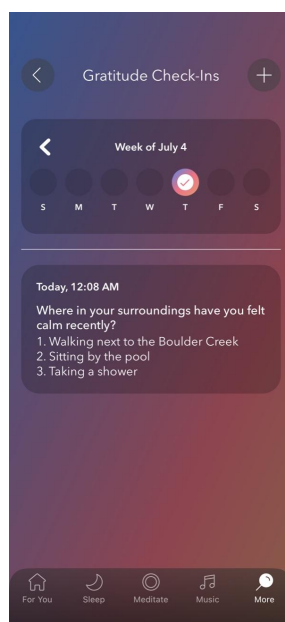 Gratitude Check-Ins
Week of July 4
S M T W T F S
Today, 12:08 AM
Where in your surroundings have you felt
calm recently?
1. Walking next to the Boulder Creek
2. Sitting by the pool
3. Taking a shower
For You Sleep Meditate Music More